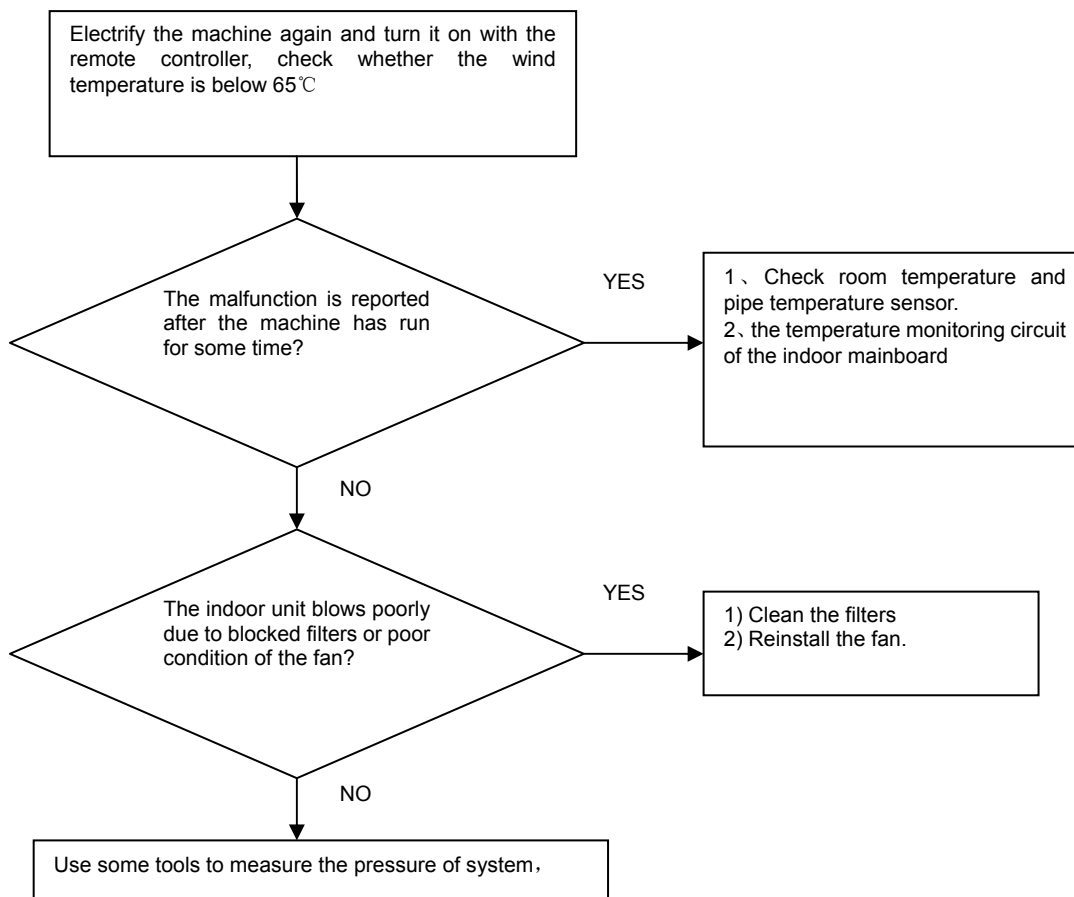 Electrify the machine again and turn it on with the
remote controller, check whether the wind
temperature is below 65℃
The malfunction is reported
after the machine has run
for some time?
YES
1、Check room temperature and
pipe temperature sensor.
2、the temperature monitoring circuit
of the indoor mainboard
NO
The indoor unit blows poorly
due to blocked filters or poor
condition of the fan?
YES
1) Clean the filters
2) Reinstall the fan.
NO
Use some tools to measure the pressure of system，